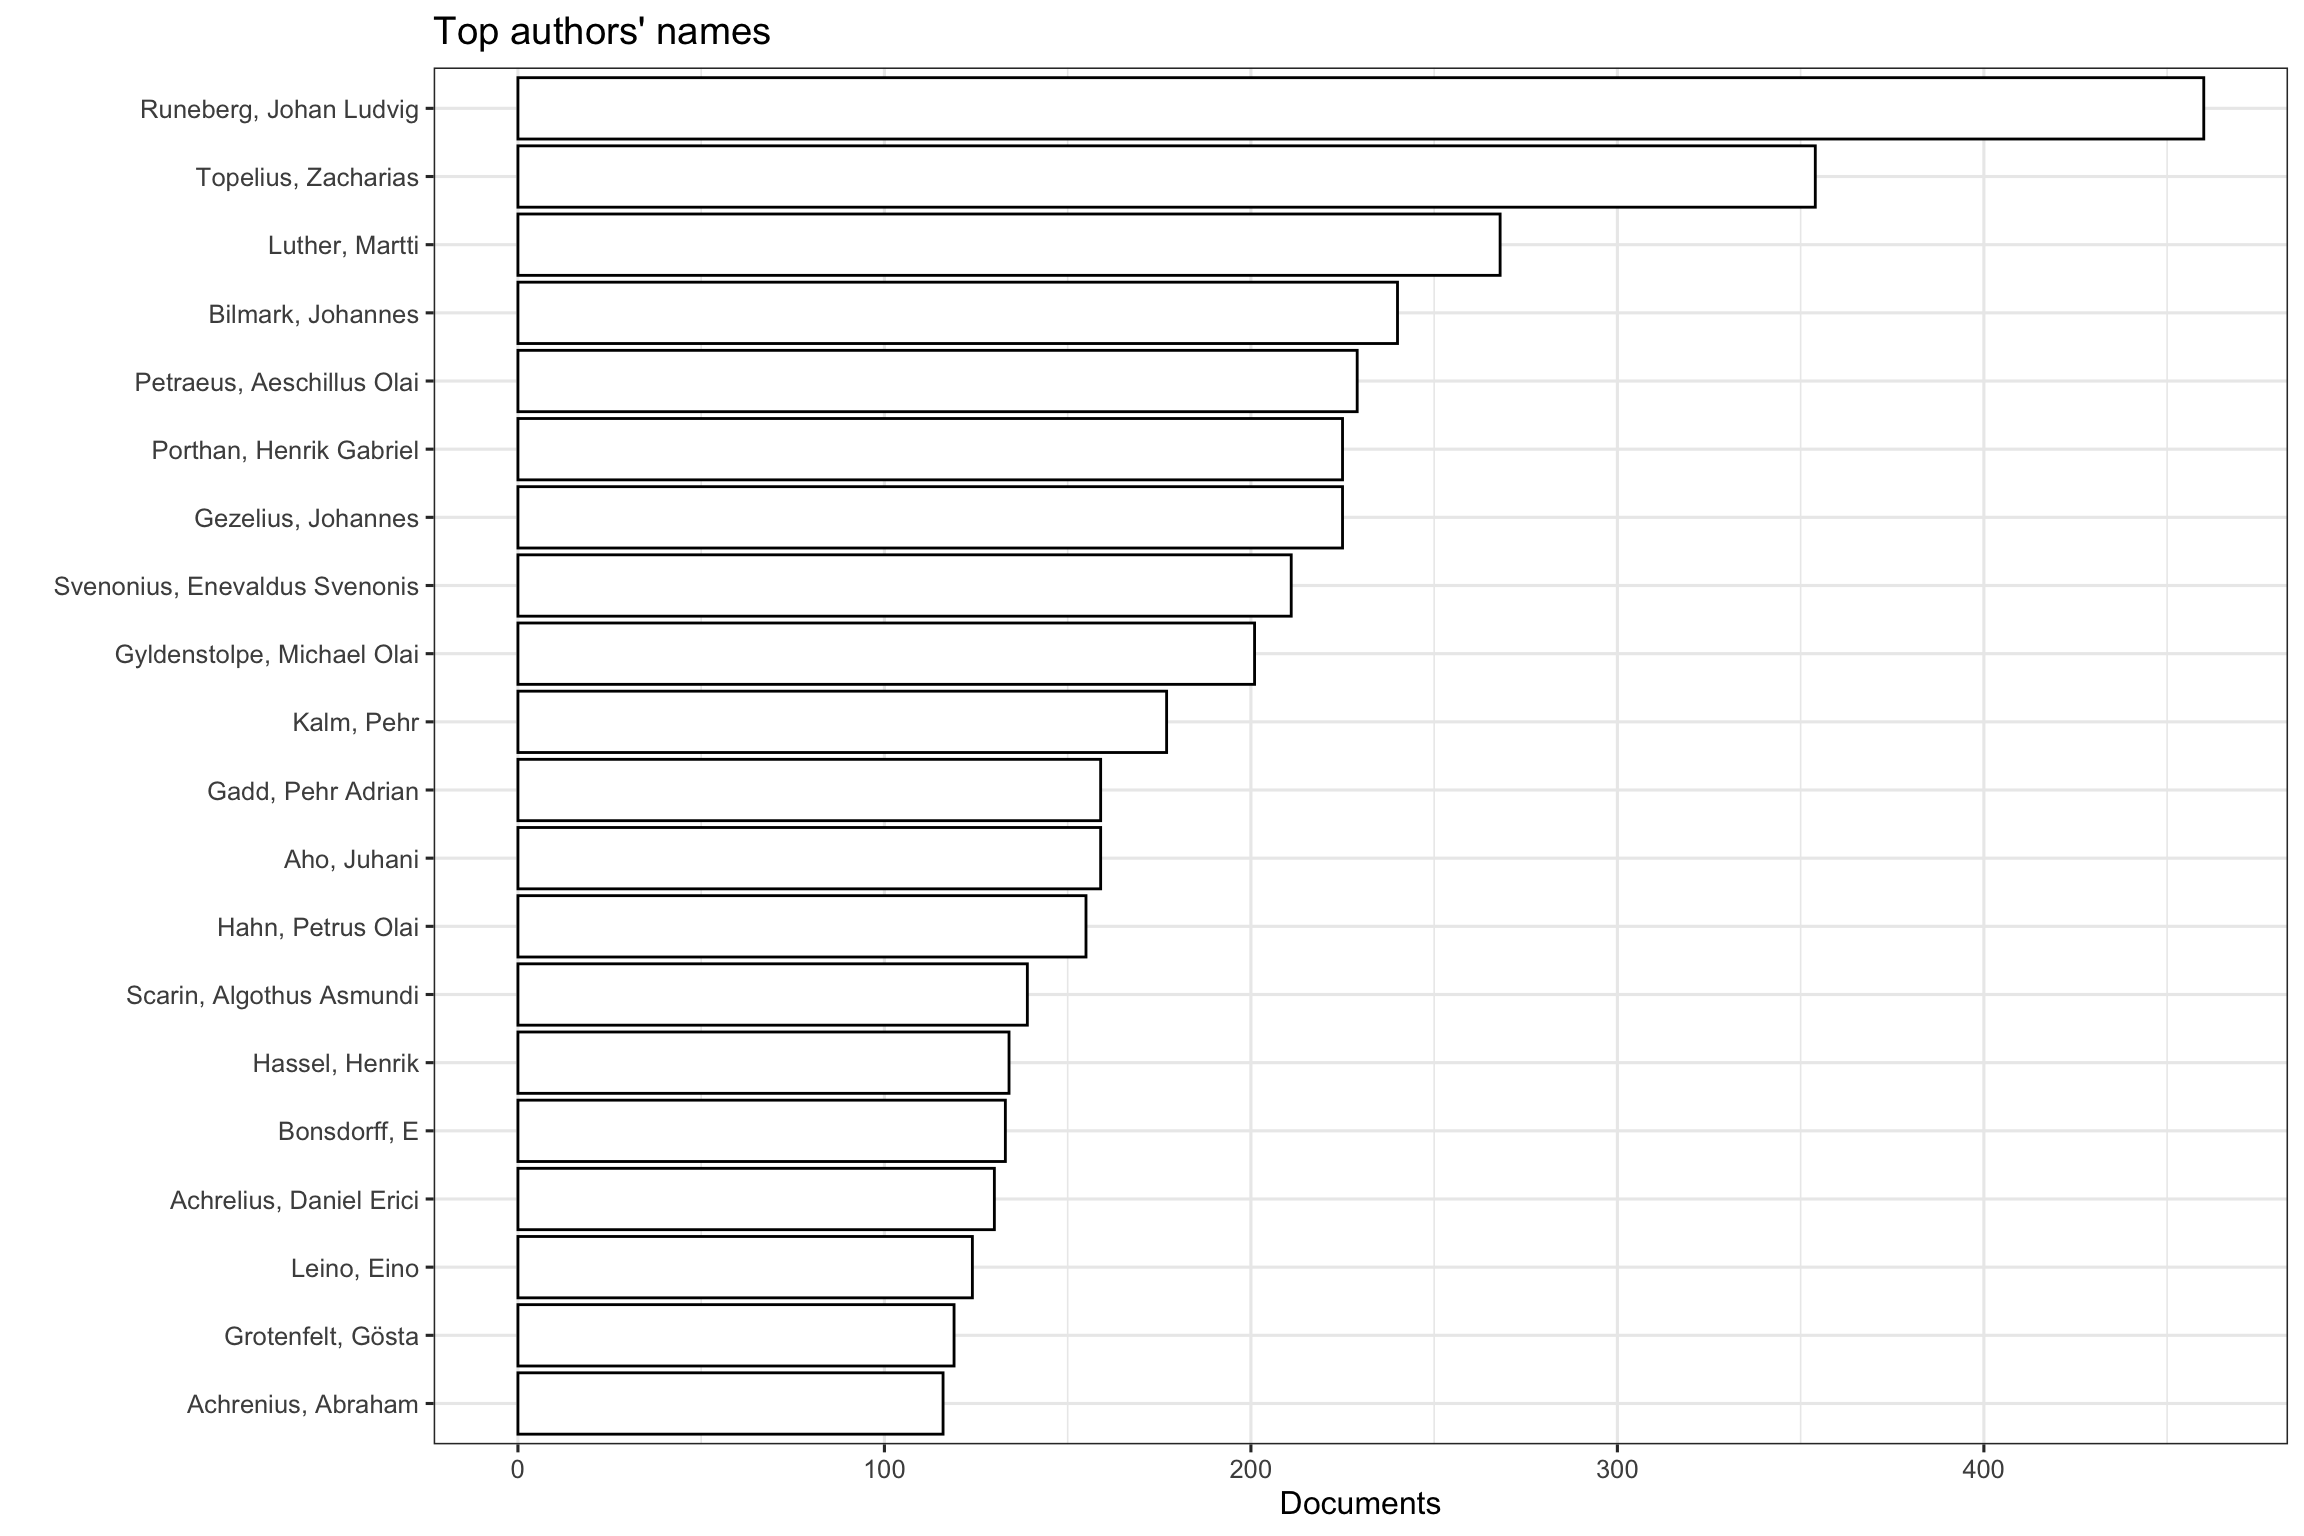 Top authors' names
Runeberg, Johan Ludvig
Topelius, Zacharias
Luther, Martti
Bilmark, Johannes
Petraeus, Aeschillus Olai
Porthan, Henrik Gabriel
Gezelius, Johannes
Svenonius, Enevaldus Svenonis
Gyldenstolpe, Michael Olai
Kalm, Pehr
Gadd, Pehr Adrian
Aho, Juhani
Hahn, Petrus Olai
Scarin, Algothus Asmundi
Hassel, Henrik
Bonsdorff, E
Achrelius, Daniel Erici
Leino, Eino
Grotenfelt, Gösta
Achrenius, Abraham
0 100 200 300 400
Documents